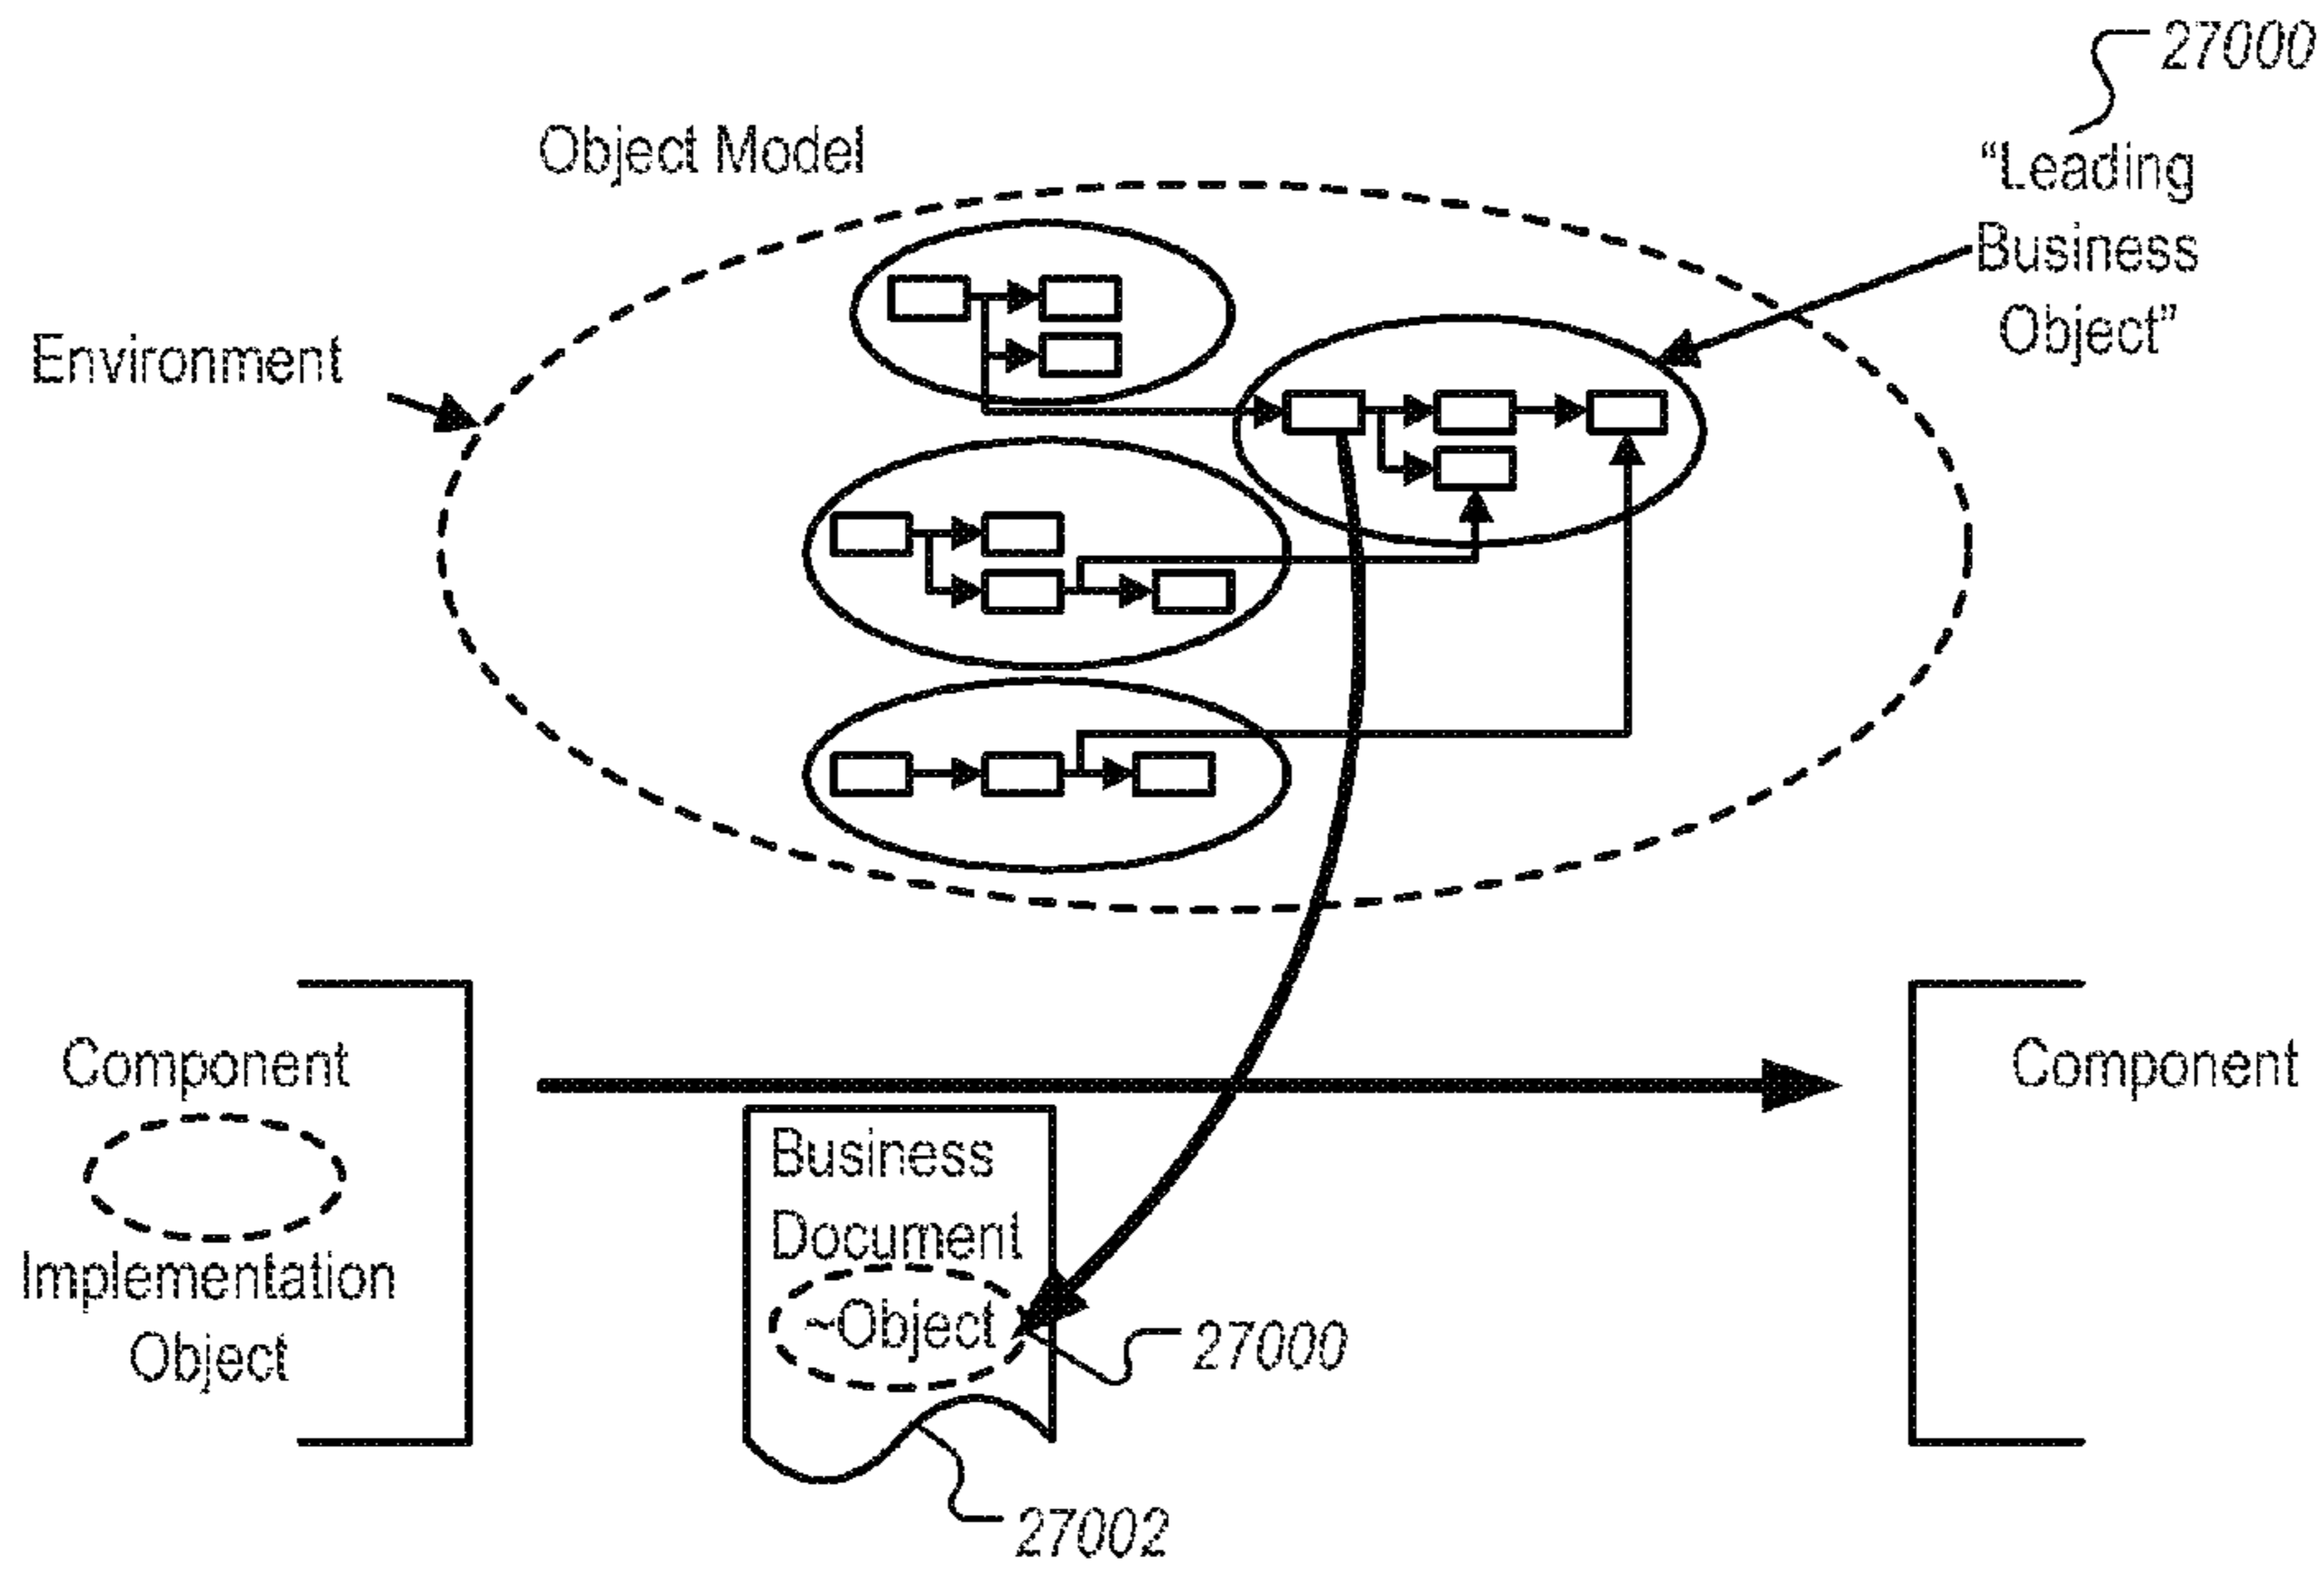 27000
Object Model
“Leading
Business
Object”
Environment
Component
Implementation
Object
Business
Document
~Object
27000
27002
Component